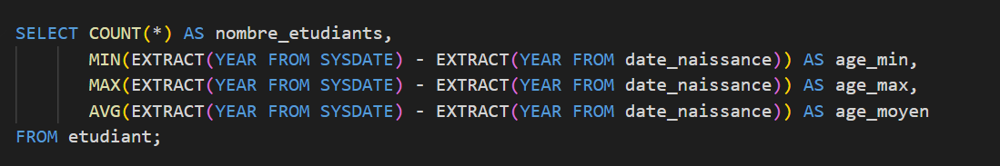 SELECT COUNT(*) AS nombre_etudiants,
MIN(EXTRACT(YEAR FROM SYSDATE) - EXTRACT(YEAR FROM date_naissance)) AS age_min,
MAX(EXTRACT(YEAR FROM SYSDATE) - EXTRACT(YEAR FROM date_naissance)) AS age_max,
AVG(EXTRACT(YEAR FROM SYSDATE) - EXTRACT(YEAR FROM date_naissance)) AS age_moyen
FROM etudiant;